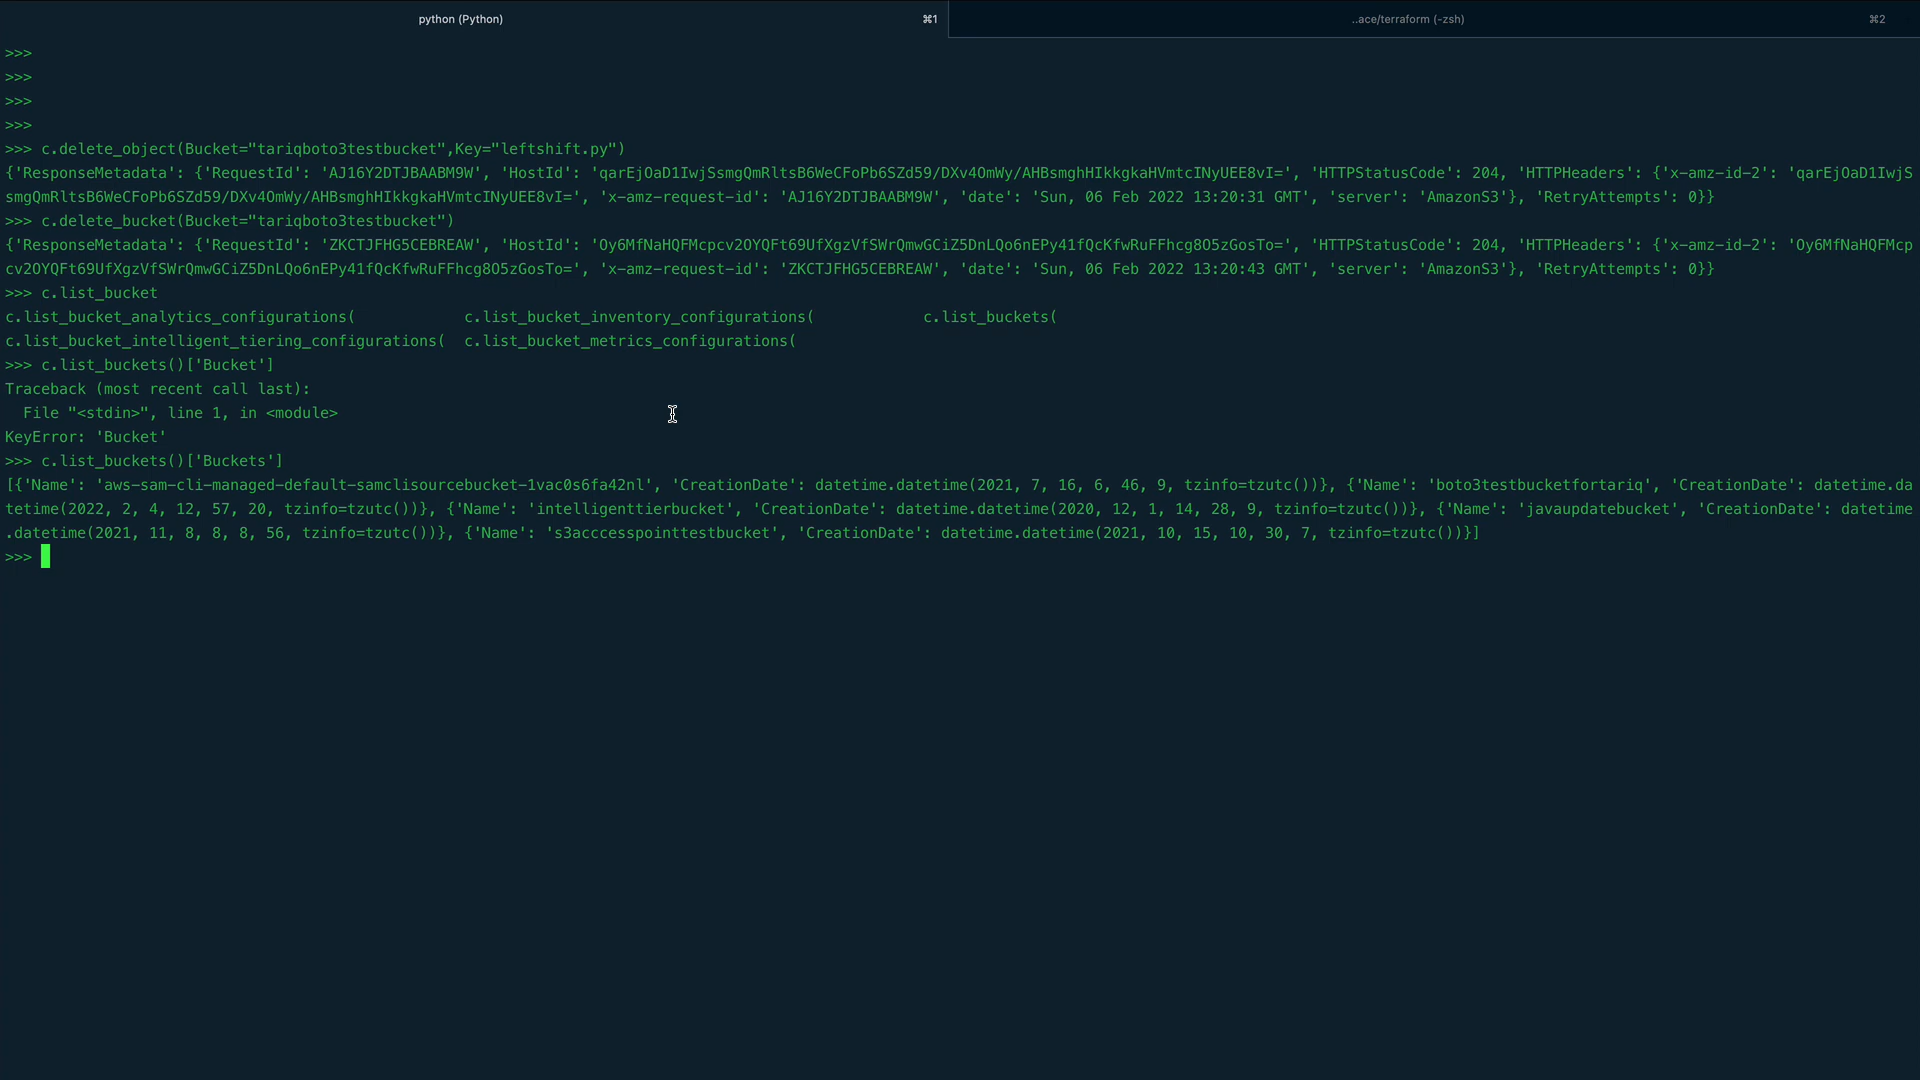 python (Python) ⌘1 ..ace/terraform (-zsh) ⌘2
>>>
>>>
>>>
>>>
>>> c.delete_object(Bucket="tariqboto3testbucket",Key="leftshift.py")
{'ResponseMetadata': {'RequestId': 'AJ16Y2DTJBAABM9W', 'HostId': 'qarEjOaD1IwjSsmgQmRltsB6WeCFoPb6SZd59/DXv4OmWy/AHBsmghHIkkgkaHVmtcINyUEE8vI=', 'HTTPStatusCode': 204, 'HTTPHeaders': {'x-amz-id-2': 'qarEjOaD1IwjS
smgQmRltsB6WeCFoPb6SZd59/DXv4OmWy/AHBsmghHIkkgkaHVmtcINyUEE8vI=', 'x-amz-request-id': 'AJ16Y2DTJBAABM9W', 'date': 'Sun, 06 Feb 2022 13:20:31 GMT', 'server': 'AmazonS3'}, 'RetryAttempts': 0}}
>>> c.delete_bucket(Bucket="tariqboto3testbucket")
{'ResponseMetadata': {'RequestId': 'ZKCTJFHG5CEBREAW', 'HostId': 'Oy6MfNaHQFMcpcv2OYQFt69UfXgzVfSWrQmwGCiZ5DnLQo6nEPy41fQcKfwRuFFhcg8O5zGosTo=', 'HTTPStatusCode': 204, 'HTTPHeaders': {'x-amz-id-2': 'Oy6MfNaHQFMcp
cv2OYQFt69UfXgzVfSWrQmwGCiZ5DnLQo6nEPy41fQcKfwRuFFhcg8O5zGosTo=', 'x-amz-request-id': 'ZKCTJFHG5CEBREAW', 'date': 'Sun, 06 Feb 2022 13:20:43 GMT', 'server': 'AmazonS3'}, 'RetryAttempts': 0}}
>>> c.list_bucket
c.list_bucket_analytics_configurations( c.list_bucket_inventory_configurations( c.list_buckets(
c.list_bucket_intelligent_tiering_configurations( c.list_bucket_metrics_configurations(
>>> c.list_buckets()['Bucket']
Traceback (most recent call last):
  File "<stdin>", line 1, in <module>
KeyError: 'Bucket'
>>> c.list_buckets()['Buckets']
[{'Name': 'aws-sam-cli-managed-default-samclisourcebucket-1vac0s6fa42nl', 'CreationDate': datetime.datetime(2021, 7, 16, 6, 46, 9, tzinfo=tzutc())}, {'Name': 'boto3testbucketfortariq', 'CreationDate': datetime.da
tetime(2022, 2, 4, 12, 57, 20, tzinfo=tzutc())}, {'Name': 'intelligenttierbucket', 'CreationDate': datetime.datetime(2020, 12, 1, 14, 28, 9, tzinfo=tzutc())}, {'Name': 'javaupdatebucket', 'CreationDate': datetime
.datetime(2021, 11, 8, 8, 8, 56, tzinfo=tzutc())}, {'Name': 's3acccesspointtestbucket', 'CreationDate': datetime.datetime(2021, 10, 15, 10, 30, 7, tzinfo=tzutc())}]
>>>